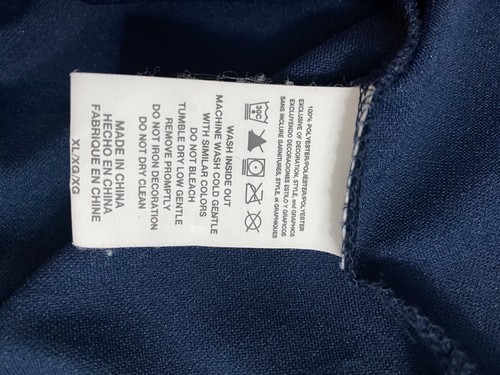 100% POLYESTER/POLIÉSTER/POLYESTER
EXCLUSIVE OF DECORATION, STYLE, and GRAPHICS
EXCLUYENDO DECORACIONES ESTILO Y GRAFICOS
SANS INCLURE GARNITURES, STYLE, et GRAPHIQUES
30C
WASH INSIDE OUT
MACHINE WASH COLD GENTLE
WITH SIMILAR COLORS
DO NOT BLEACH
TUMBLE DRY LOW GENTLE
REMOVE PROMPTLY
DO NOT IRON DECORATION
DO NOT DRY CLEAN
MADE IN CHINA
HECHO EN CHINA
FABRIQUE EN CHINE
XL/XG/XG